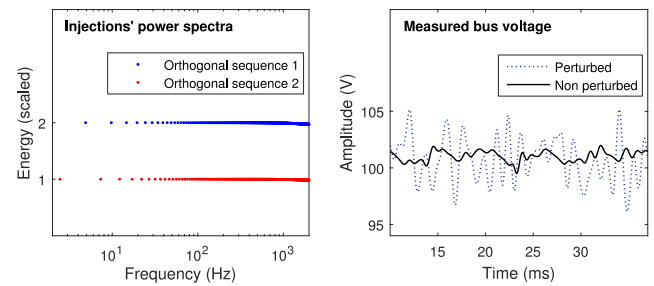 Injections' power spectra
Orthogonal sequence 1
Orthogonal sequence 2
Energy (scaled)
2
1
10^1
10^2
10^3
Frequency (Hz)
Measured bus voltage
Perturbed
Non perturbed
Amplitude (V)
105
100
95
15
20
25
30
Time (ms)